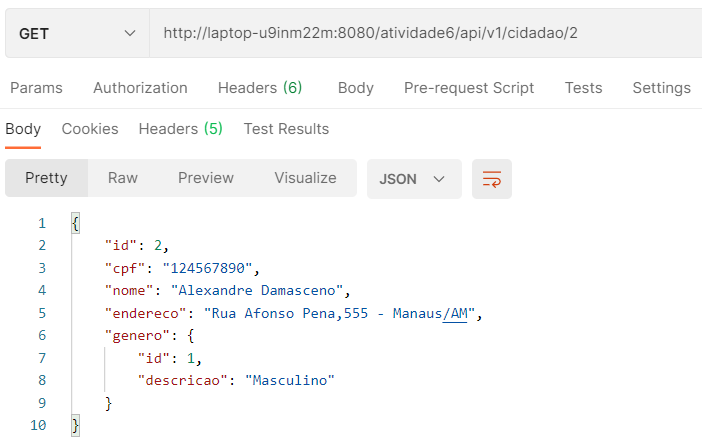 GET http://laptop-u9inm22m:8080/atividade6/api/v1/cidadao/2
Params Authorization Headers (6) Body Pre-request Script Tests Settings
Body Cookies Headers (5) Test Results
Pretty Raw Preview Visualize JSON
1 {
2 "id": 2,
3 "cpf": "124567890",
4 "nome": "Alexandre Damasceno",
5 "endereco": "Rua Afonso Pena,555 - Manaus/AM",
6 "genero": {
7 "id": 1,
8 "descricao": "Masculino"
9 }
10 }